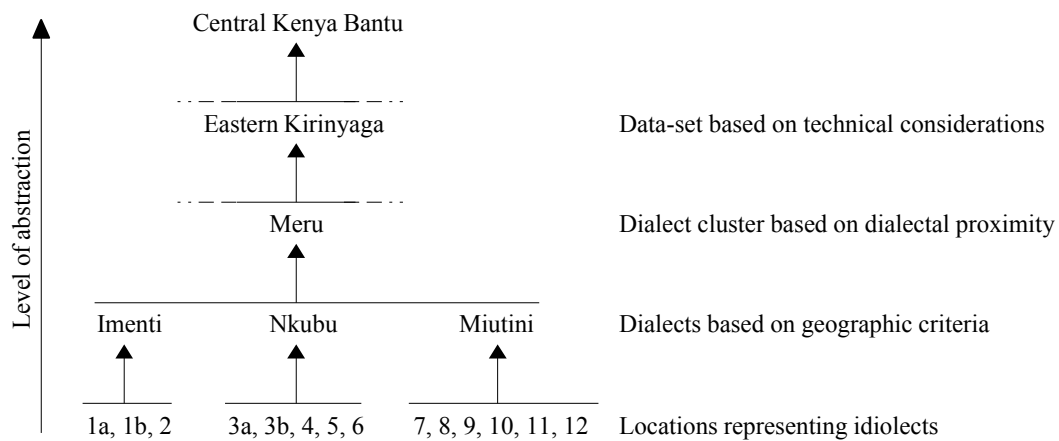 Central Kenya Bantu
Eastern Kirinyaga Data-set based on technical considerations
Meru Dialect cluster based on dialectal proximity
Imenti Nkubu Miutini Dialects based on geographic criteria
1a, 1b, 2 3a, 3b, 4, 5, 6 7, 8, 9, 10, 11, 12 Locations representing idiolects
Level of abstraction